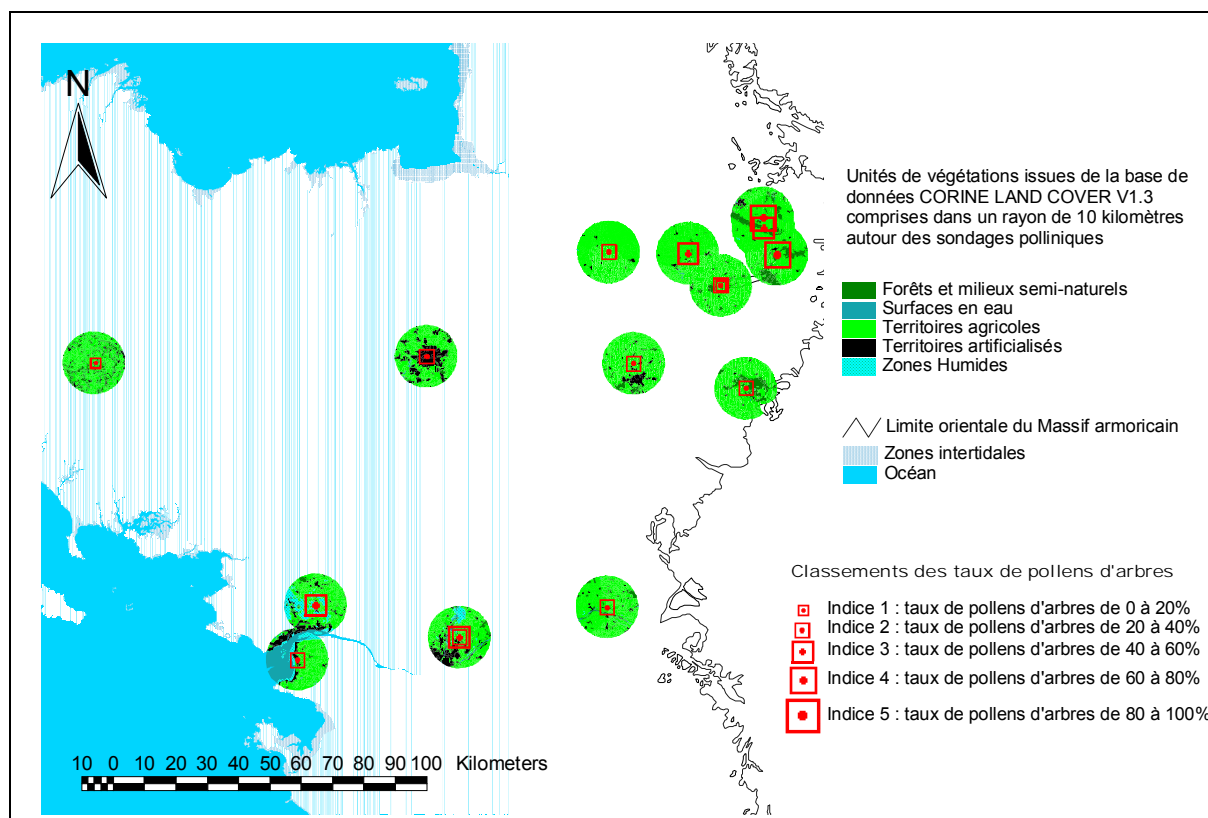 N
Unités de végétations issues de la base de
données CORINE LAND COVER V1.3
comprises dans un rayon de 10 kilomètres
autour des sondages polliniques
Forêts et milieux semi-naturels
Surfaces en eau
Territoires agricoles
Territoires artificialisés
Zones Humides
Limite orientale du Massif armoricain
Zones intertidales
Océan
Classements des taux de pollens d'arbres
Indice 1 : taux de pollens d'arbres de 0 à 20%
Indice 2 : taux de pollens d'arbres de 20 à 40%
Indice 3 : taux de pollens d'arbres de 40 à 60%
Indice 4 : taux de pollens d'arbres de 60 à 80%
Indice 5 : taux de pollens d'arbres de 80 à 100%
10 0 10 20 30 40 50 60 70 80 90 100 Kilometers